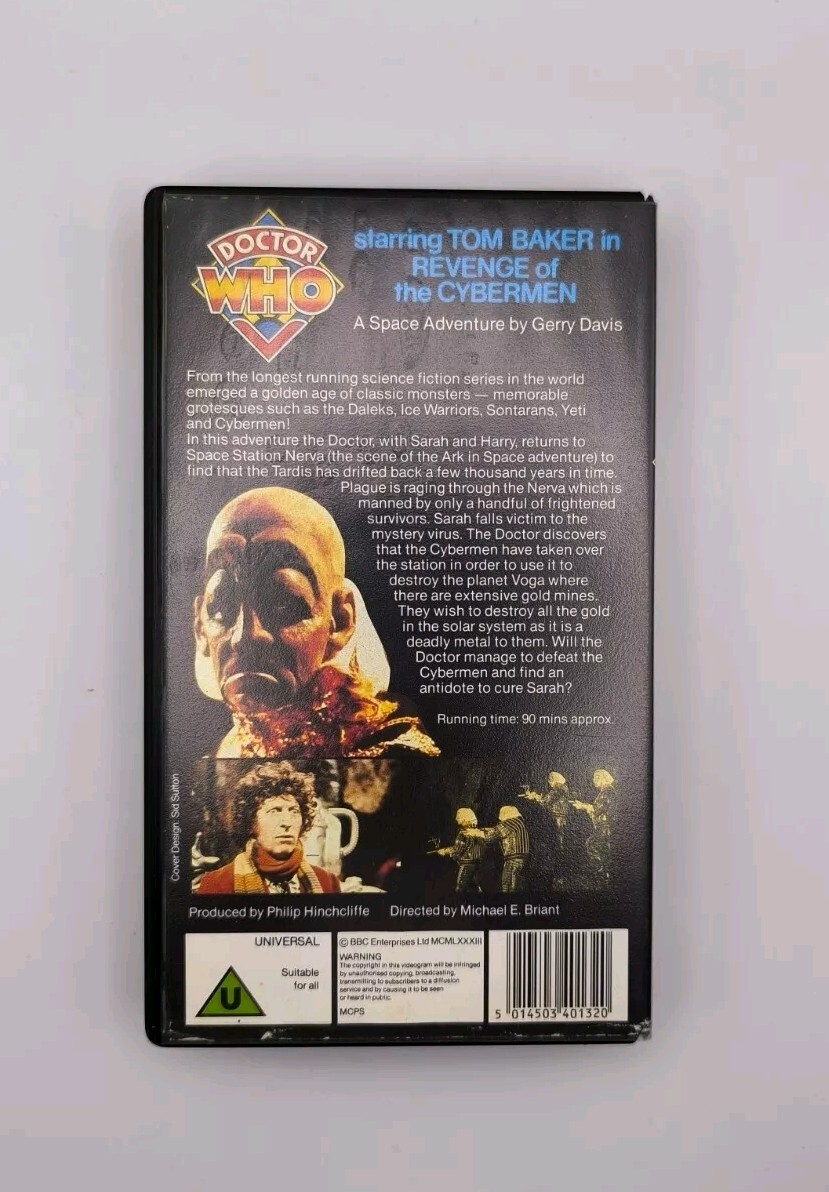 DOCTOR
WHO
starring TOM BAKER in
REVENGE of
the CYBERMEN
A Space Adventure by Gerry Davis
From the longest running science fiction series in the world
emerged a golden age of classic monsters — memorable
grotesques such as the Daleks, Ice Warriors, Sontarans, Yeti
and Cybermen!
In this adventure the Doctor, with Sarah and Harry, returns to
Space Station Nerva (the scene of the Ark in Space adventure) to
find that the Tardis has drifted back a few thousand years in time.
Plague is raging through the Nerva which is
manned by only a handful of frightened
survivors. Sarah falls victim to the
mystery virus. The Doctor discovers
that the Cybermen have taken over
the station in order to use it to
destroy the planet Voga where
there are extensive gold mines.
They wish to destroy all the gold
in the solar system as it is a
deadly metal to them. Will the
Doctor manage to defeat the
Cybermen and find an
antidote to cure Sarah?
Running time: 90 mins approx.
Cover Design: Sid Sutton
Produced by Philip Hinchcliffe Directed by Michael E. Briant
UNIVERSAL
Suitable
for all
U
© BBC Enterprises Ltd MCMLXXXIII
WARNING
The copyright in this videogram will be infringed
by unauthorised copying, broadcasting,
transmitting to subscribers to a diffusion
service and by causing it to be seen
or heard in public.
MCPS
5 014503 401320